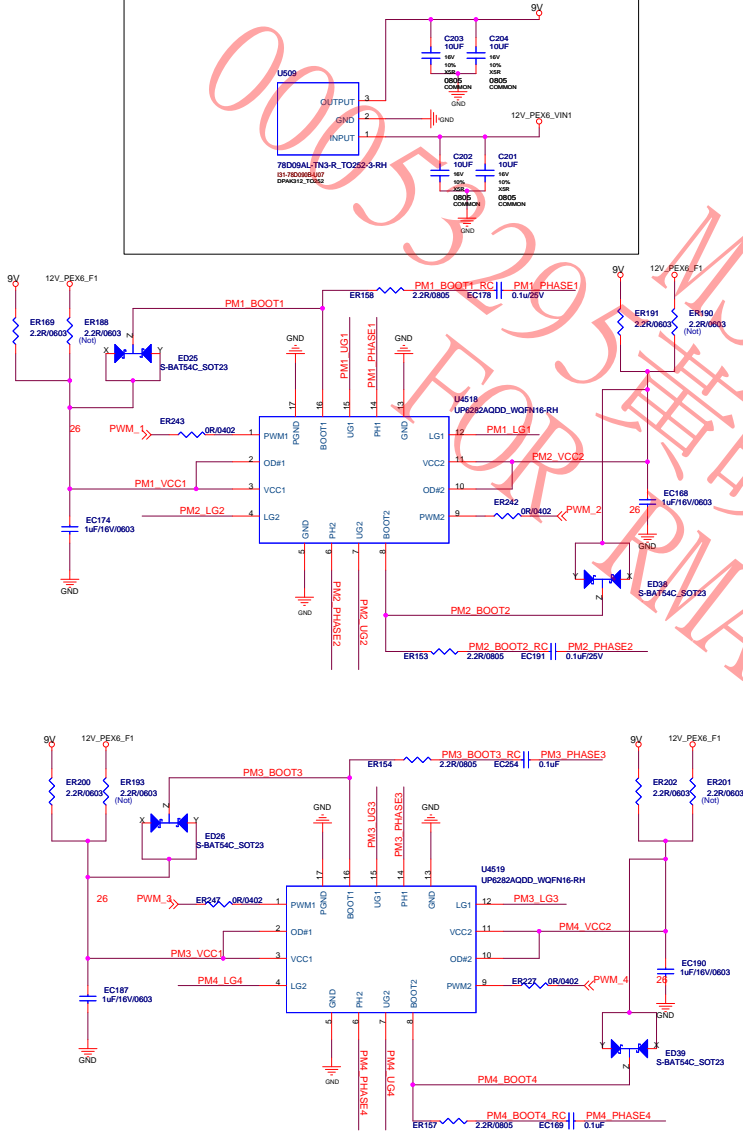 9V
C203
10UF
16V
10%
X5R
0805
COMMON
C204
10UF
16V
10%
X5R
0805
COMMON
GND
U509
OUTPUT 3
GND 2
INPUT 1
GND
12V_PEX6_VIN1
78D09AL-TN3-R_TO252-3-RH
I31-78D090B-U07
DPAK312_TO252
C202
10UF
16V
10%
X5R
0805
COMMON
C201
10UF
16V
10%
X5R
0805
COMMON
GND
00053295
FOR RMA
9V
12V_PEX6_F1
ER169
2.2R/0603
ER188
2.2R/0603
(Not)
PM1_BOOT1
X Z Y
ED25
S-BAT54C_SOT23
ER158
2.2R/0805
PM1_BOOT1_RC
EC178
PM1_PHASE1
0.1u/25V
9V
12V_PEX6_F1
ER191
2.2R/0603
ER190
2.2R/0603
(Not)
GND
PM1_UG1
PM1_PHASE1
GND
17 16 15 14 13
PGND BOOT1 UG1 PH1 GND
U4518
UP6282AQDD_WQFN16-RH
26
PWM_1
ER243
0R/0402
1 PWM1
2 OD#1
3 VCC1
4 LG2
PM1_VCC1
PM2_LG2
LG1 12
VCC2 11
OD#2 10
PWM2 9
PM1_LG1
PM2_VCC2
ER242
0R/0402
PWM_2
26
EC174
1uF/16V/0603
GND
EC168
1uF/16V/0603
GND
GND PH2 UG2 BOOT2
5 6 7 8
GND
PM2_PHASE2
PM2_UG2
PM2_BOOT2
Y X Z
ED38
S-BAT54C_SOT23
ER153
2.2R/0805
PM2_BOOT2_RC
EC191
PM2_PHASE2
0.1uF/25V
9V
12V_PEX6_F1
ER200
2.2R/0603
ER193
2.2R/0603
(Not)
PM3_BOOT3
X Z Y
ED26
S-BAT54C_SOT23
ER154
2.2R/0805
PM3_BOOT3_RC
EC254
PM3_PHASE3
0.1uF
9V
12V_PEX6_F1
ER202
2.2R/0603
ER201
2.2R/0603
(Not)
GND
PM3_UG3
PM3_PHASE3
GND
17 16 15 14 13
PGND BOOT1 UG1 PH1 GND
U4519
UP6282AQDD_WQFN16-RH
26
PWM_3
ER247
0R/0402
1 PWM1
2 OD#1
3 VCC1
4 LG2
PM3_VCC1
PM4_LG4
LG1 12
VCC2 11
OD#2 10
PWM2 9
PM3_LG3
PM4_VCC2
ER227
0R/0402
PWM_4
26
EC187
1uF/16V/0603
GND
EC190
1uF/16V/0603
GND
GND PH2 UG2 BOOT2
5 6 7 8
GND
PM4_PHASE4
PM4_UG4
PM4_BOOT4
Y X Z
ED39
S-BAT54C_SOT23
ER157
2.2R/0805
PM4_BOOT4_RC
EC169
PM4_PHASE4
0.1uF